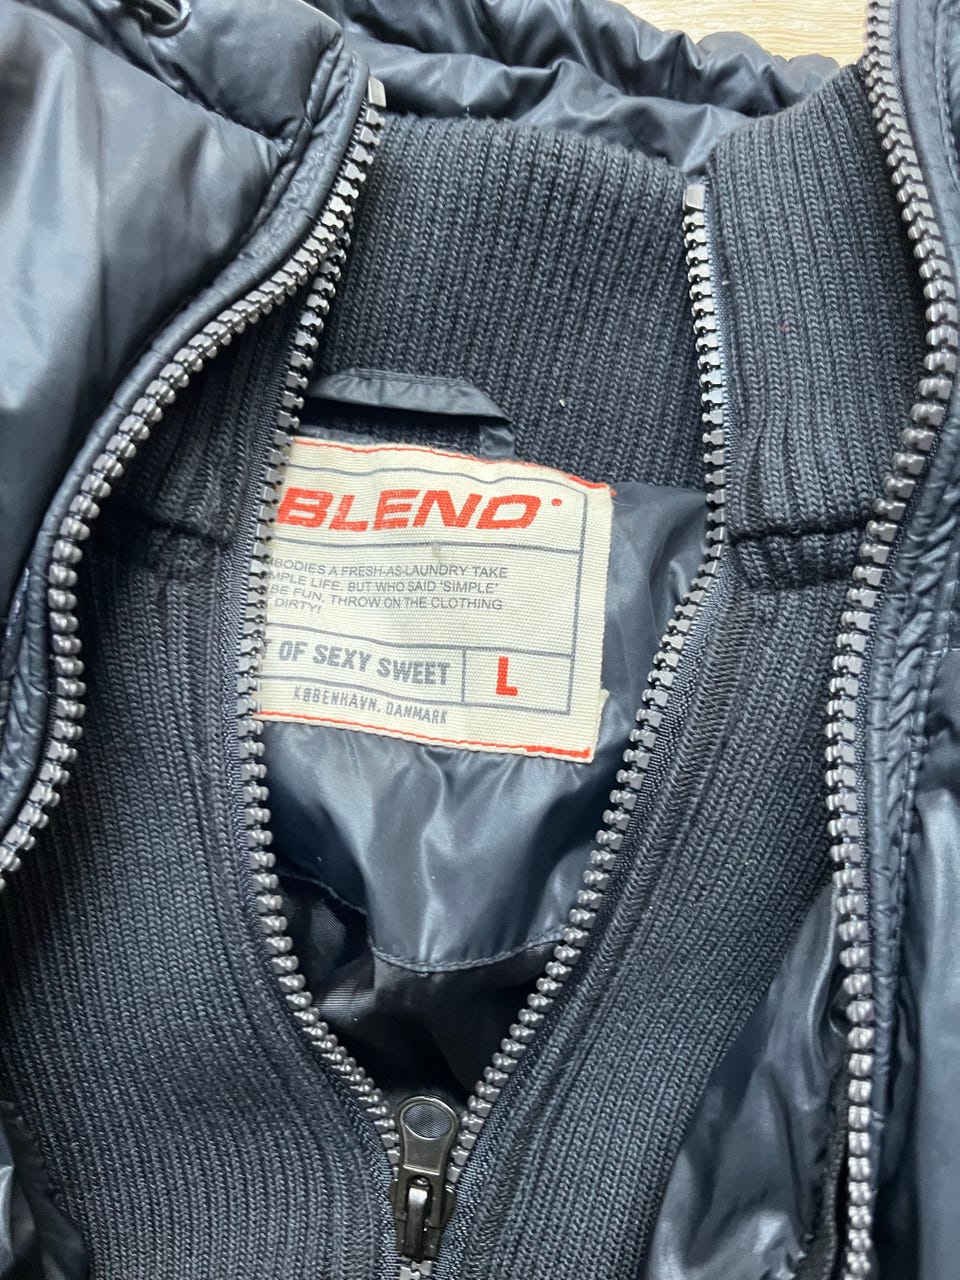 BLEND
BODIES A FRESH-AS-LAUNDRY TAKE
MPLE LIFE. BUT WHO SAID 'SIMPLE'
BE FUN. THROW ON THE CLOTHING
DIRTY!
T OF SEXY SWEET
L
KØBENHAVN, DANMARK